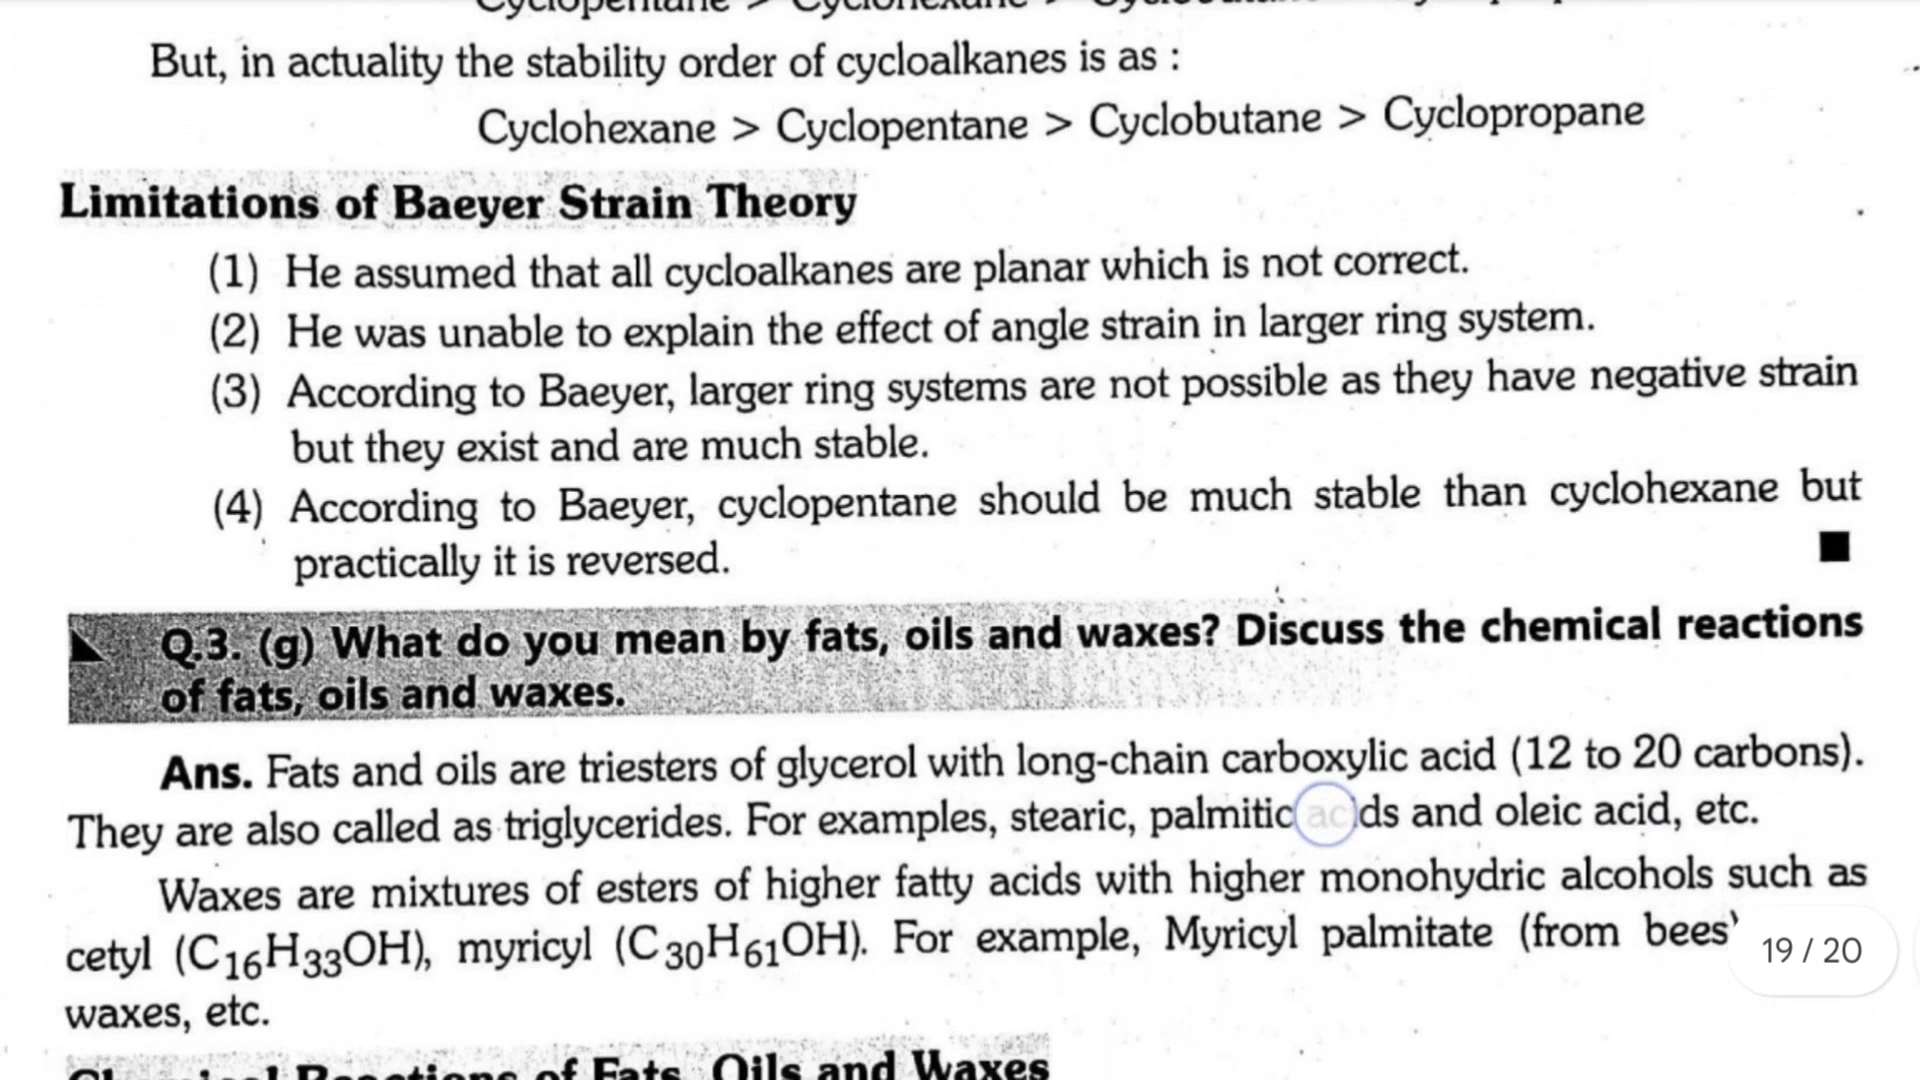 Cyclopentane > Cyclohexane >
But, in actuality the stability order of cycloalkanes is as :
Cyclohexane > Cyclopentane > Cyclobutane > Cyclopropane
Limitations of Baeyer Strain Theory
(1) He assumed that all cycloalkanes are planar which is not correct.
(2) He was unable to explain the effect of angle strain in larger ring system.
(3) According to Baeyer, larger ring systems are not possible as they have negative strain
but they exist and are much stable.
(4) According to Baeyer, cyclopentane should be much stable than cyclohexane but
practically it is reversed. ■
Q.3. (g) What do you mean by fats, oils and waxes? Discuss the chemical reactions
of fats, oils and waxes.
Ans. Fats and oils are triesters of glycerol with long-chain carboxylic acid (12 to 20 carbons).
They are also called as triglycerides. For examples, stearic, palmitic acids and oleic acid, etc.
Waxes are mixtures of esters of higher fatty acids with higher monohydric alcohols such as
cetyl (C₁₆H₃₃OH), myricyl (C₃₀H₆₁OH). For example, Myricyl palmitate (from bees'
19 / 20
waxes, etc.
Chemical Reactions of Fats, Oils and Waxes